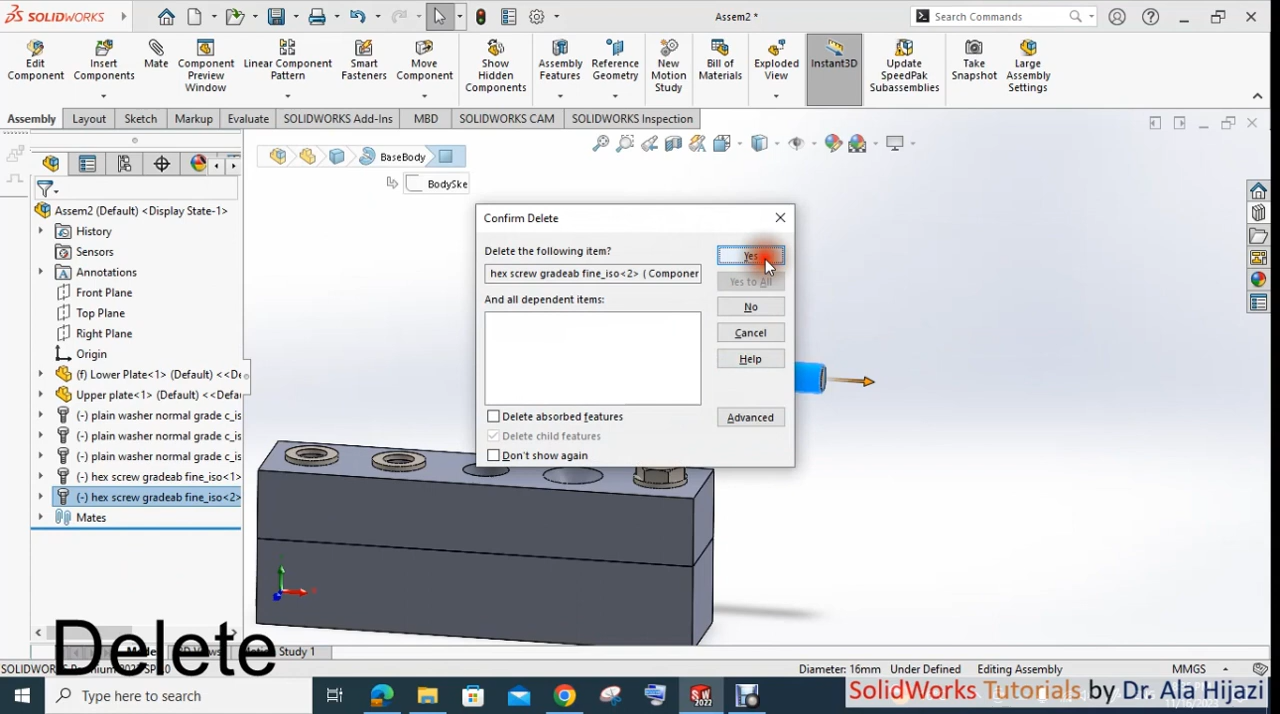 SOLIDWORKS
Assem2 *
Search Commands
Edit Component
Insert Components
Mate
Component Preview Window
Linear Component Pattern
Smart Fasteners
Move Component
Show Hidden Components
Assembly Features
Reference Geometry
New Motion Study
Bill of Materials
Exploded View
Instant3D
Update SpeedPak Subassemblies
Take Snapshot
Large Assembly Settings
Assembly
Layout
Sketch
Markup
Evaluate
SOLIDWORKS Add-Ins
MBD
SOLIDWORKS CAM
SOLIDWORKS Inspection
BaseBody
BodySke
Assem2 (Default) <Display State-1>
History
Sensors
Annotations
Front Plane
Top Plane
Right Plane
Origin
(f) Lower Plate<1> (Default) <<De
Upper plate<1> (Default) <<Def
(-) plain washer normal grade c_is
(-) plain washer normal grade c_is
(-) plain washer normal grade c_is
(-) hex screw gradeab fine_iso<1>
(-) hex screw gradeab fine_iso<2>
Mates
Confirm Delete
Delete the following item?
hex screw gradeab fine_iso<2> ( Componer
And all dependent items:
Delete absorbed features
Delete child features
Don't show again
Yes
Yes to All
No
Cancel
Help
Advanced
Delete
Study 1
SOLIDWORKS
Diameter: 16mm
Under Defined
Editing Assembly
MMGS
Type here to search
SW
2022
SolidWorks Tutorials by Dr. Ala Hijazi